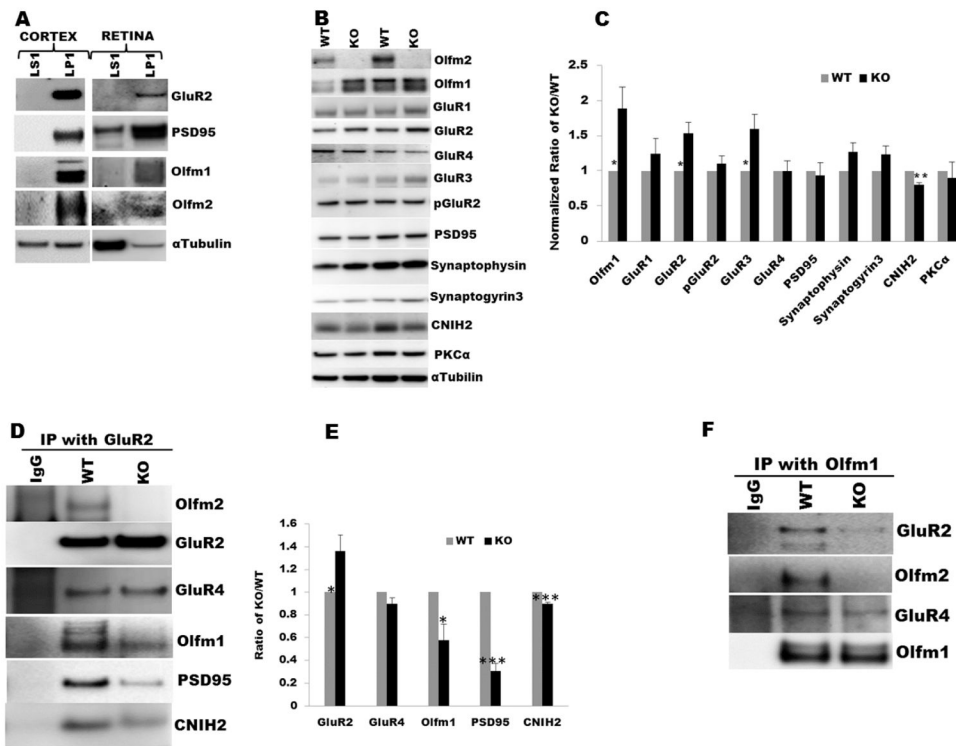 A
CORTEX RETINA
LS1 LP1 LS1 LP1
GluR2
PSD95
Olfm1
Olfm2
αTubulin
B
WT KO WT KO
Olfm2
Olfm1
GluR1
GluR2
GluR4
GluR3
pGluR2
PSD95
Synaptophysin
Synaptogyrin3
CNIH2
PKCα
αTubilin
C
WT KO
Normalized Ratio of KO/WT
2.5
2
1.5
1
0.5
0
* * * **
Olfm1 GluR1 GluR2 pGluR2 GluR3 GluR4 PSD95 Synaptophysin Synaptogyrin3 CNIH2 PKCα
D
IP with GluR2
IgG WT KO
Olfm2
GluR2
GluR4
Olfm1
PSD95
CNIH2
E
WT KO
Ratio of KO/WT
1.6
1.4
1.2
1
0.8
0.6
0.4
0.2
0
* * *** ***
GluR2 GluR4 Olfm1 PSD95 CNIH2
F
IP with Olfm1
IgG WT KO
GluR2
Olfm2
GluR4
Olfm1